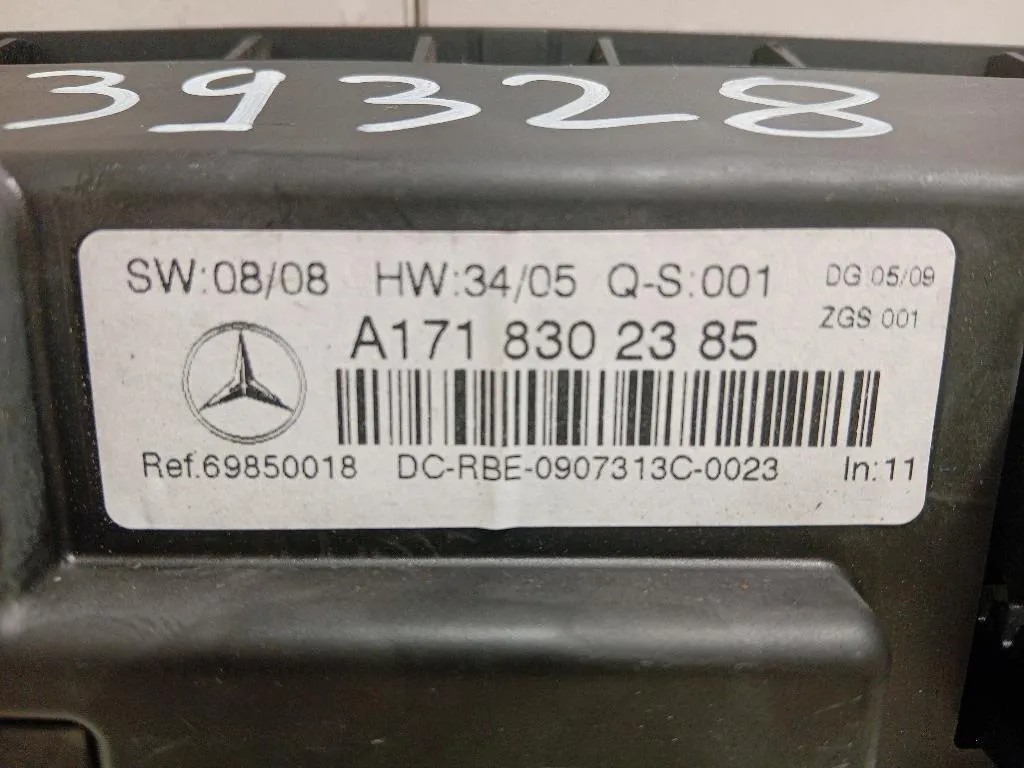 39328
SW:08/08 HW:34/05 Q-S:001 DG:05/09
ZGS 001
A171 830 23 85
Ref.69850018 DC-RBE-0907313C-0023 In:11